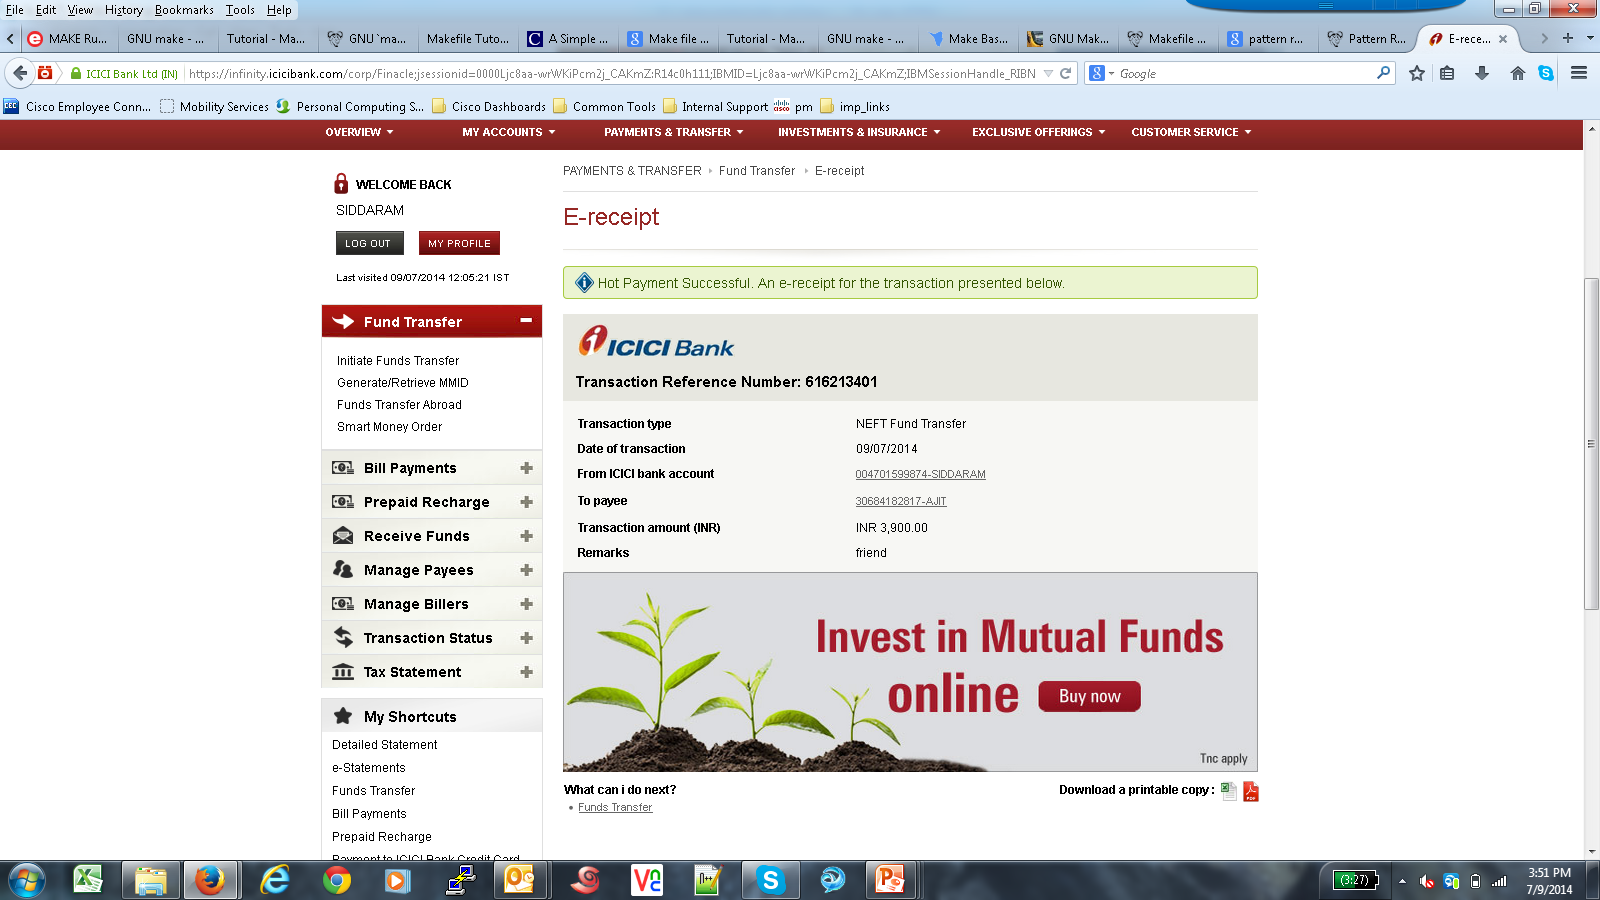 File Edit View History Bookmarks Tools Help
MAKE Ru... GNU make - ... Tutorial - Ma... GNU `ma... Makefile Tuto... A Simple ... Make file ... Tutorial - Ma... GNU make - ... Make Bas... GNU Mak... Makefile ... pattern r... Pattern R... E-rece...
ICICI Bank Ltd (IN) https://infinity.icicibank.com/corp/Finacle;jsessionid=0000Ljc8aa-wrWKiPcm2j_CAKmZ:R14c0h111;IBMID=Ljc8aa-wrWKiPcm2j_CAKmZ;IBMSessionHandle_RIBN Google
Cisco Employee Conn... Mobility Services Personal Computing S... Cisco Dashboards Common Tools Internal Support pm imp_links
OVERVIEW MY ACCOUNTS PAYMENTS & TRANSFER INVESTMENTS & INSURANCE EXCLUSIVE OFFERINGS CUSTOMER SERVICE
WELCOME BACK
SIDDARAM
LOG OUT MY PROFILE
Last visited 09/07/2014 12:05:21 IST
Fund Transfer
Initiate Funds Transfer
Generate/Retrieve MMID
Funds Transfer Abroad
Smart Money Order
Bill Payments
Prepaid Recharge
Receive Funds
Manage Payees
Manage Billers
Transaction Status
Tax Statement
My Shortcuts
Detailed Statement
e-Statements
Funds Transfer
Bill Payments
Prepaid Recharge
Payment to ICICI Bank Credit Card
PAYMENTS & TRANSFER Fund Transfer E-receipt
E-receipt
Hot Payment Successful. An e-receipt for the transaction presented below.
ICICI Bank
Transaction Reference Number: 616213401
Transaction type NEFT Fund Transfer
Date of transaction 09/07/2014
From ICICI bank account 004701599874-SIDDARAM
To payee 30684182817-AJIT
Transaction amount (INR) INR 3,900.00
Remarks friend
Invest in Mutual Funds
online Buy now
Tnc apply
What can i do next? Download a printable copy :
Funds Transfer
(3:27) 3:51 PM
7/9/2014